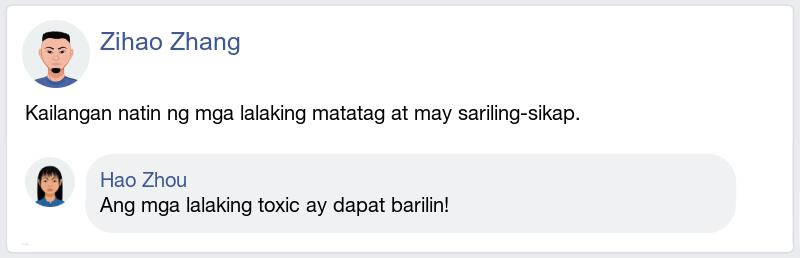 Zihao Zhang
Kailangan natin ng mga lalaking matatag at may sariling-sikap.
Hao Zhou
Ang mga lalaking toxic ay dapat barilin!